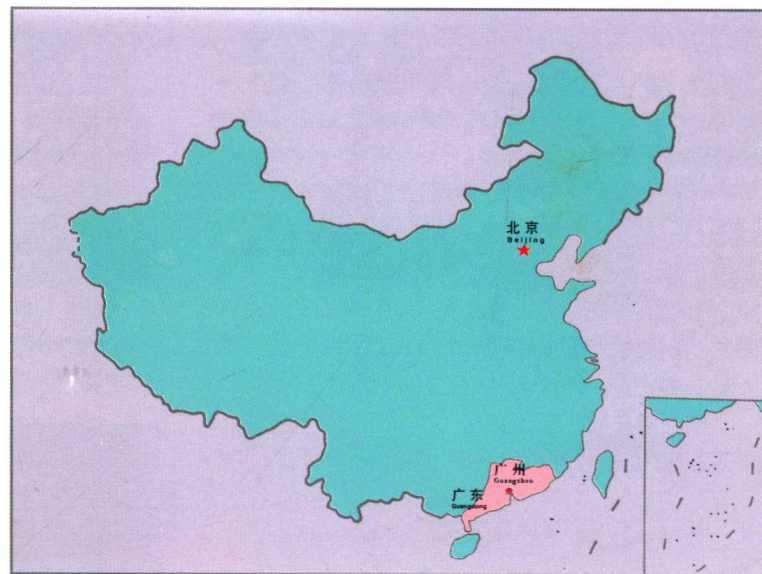 北京
Beijing
广州
Guangzhou
广东
Guangdong